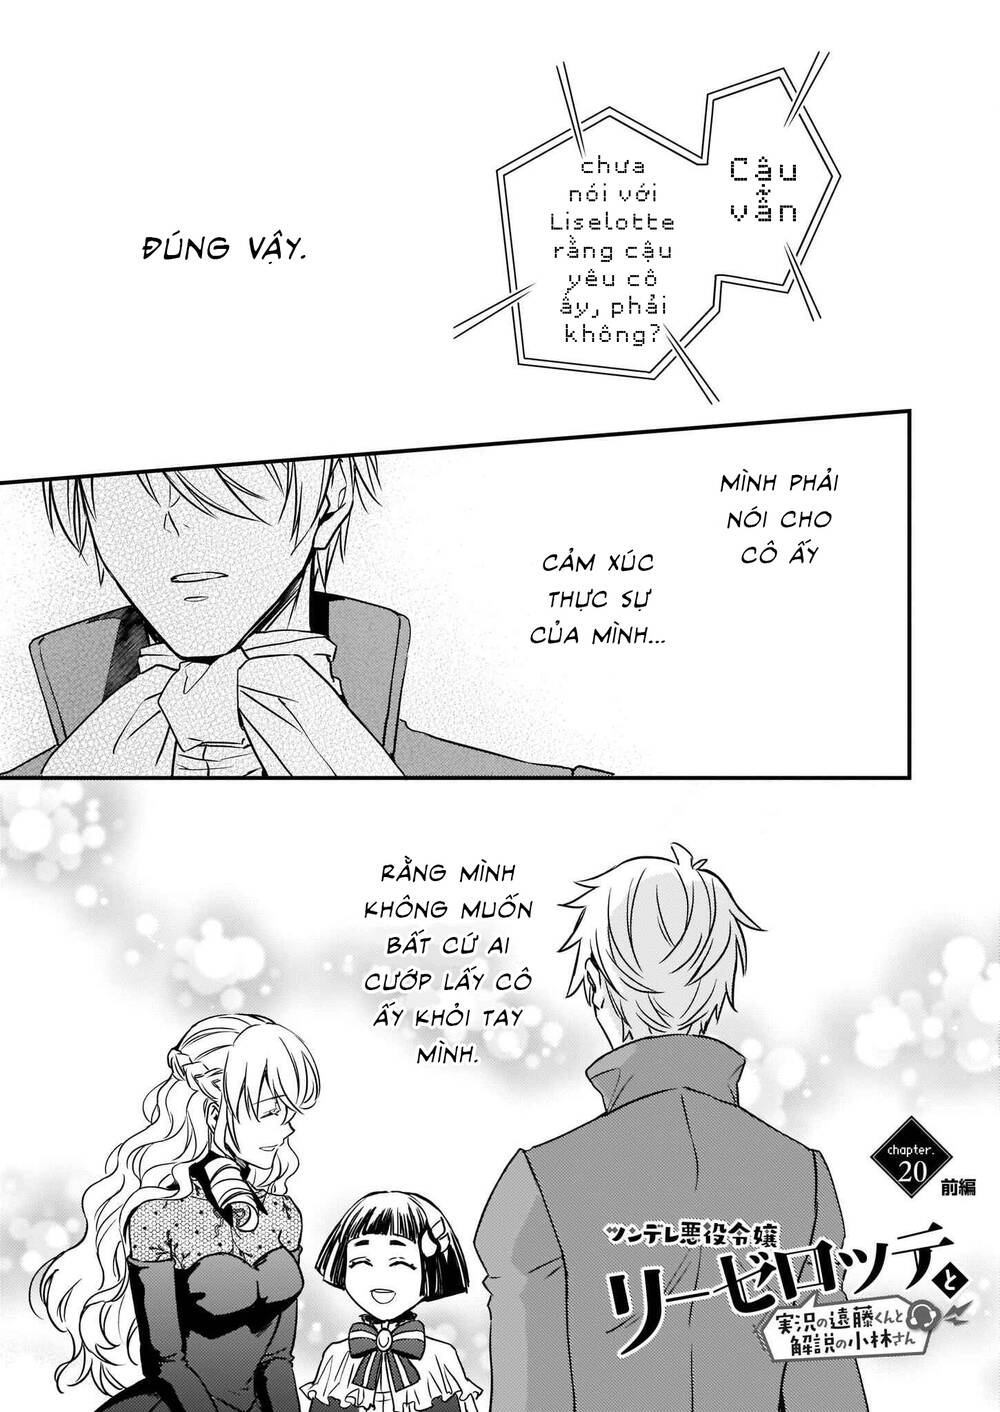 Cậu
vẫn
chưa
nói với
Liselotte
rằng cậu
yêu cô
ấy, phải
không?
ĐÚNG VẬY.
MÌNH PHẢI
NÓI CHO
CÔ ẤY
CẢM XÚC
THỰC SỰ
CỦA MÌNH...
RẰNG MÌNH
KHÔNG MUỐN
BẤT CỨ AI
CƯỚP LẤY CÔ
ẤY KHỎI TAY
MÌNH.
chapter.
20
前編
ツンデレ悪役令嬢
リーゼロッテと
実況の遠藤くんと
解説の小林さん